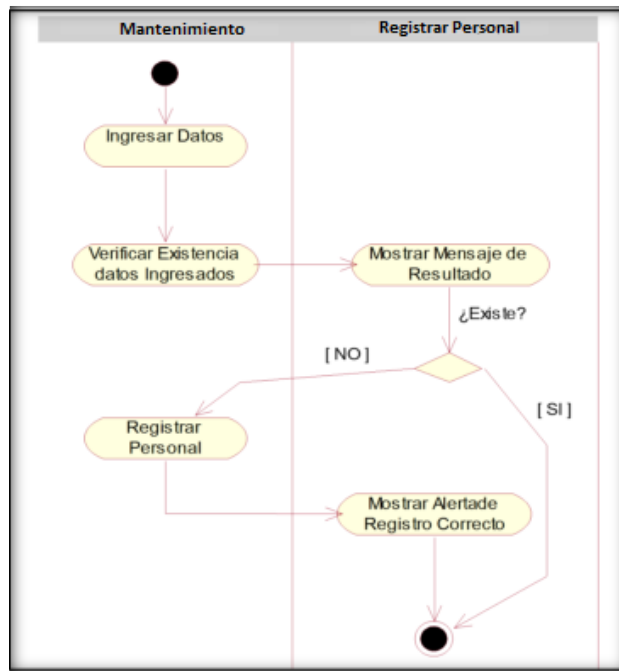 Mantenimiento
Registrar Personal
Ingresar Datos
Verificar Existencia
datos Ingresados
Mostrar Mensaje de
Resultado
¿Existe?
[ NO ]
[ SI ]
Registrar
Personal
Mostrar Alertade
Registro Correcto